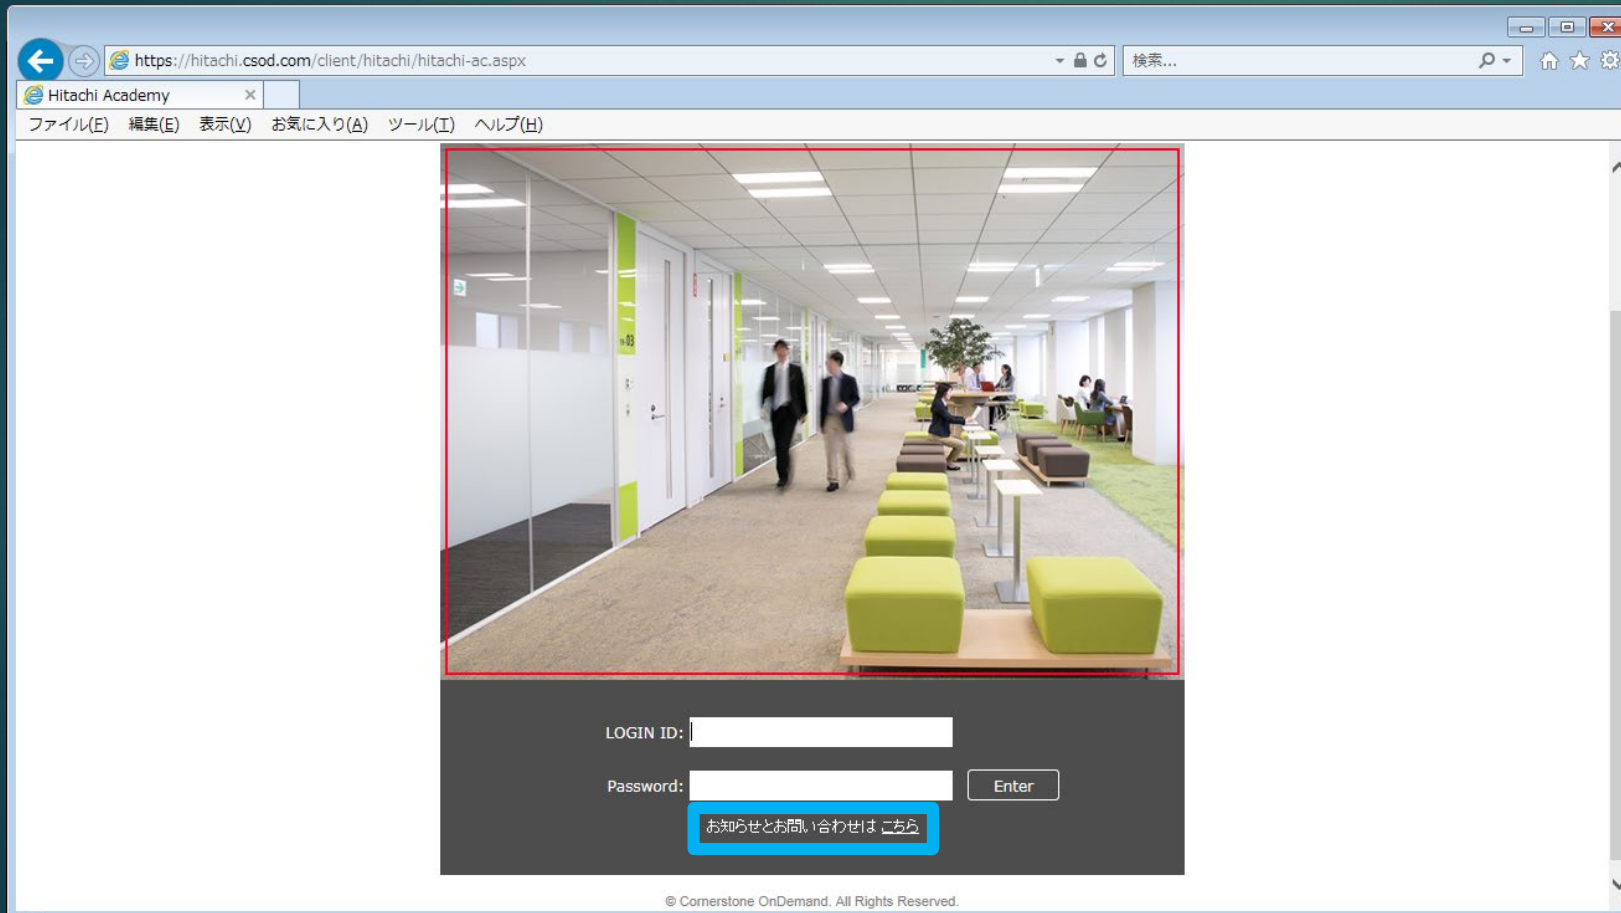 https://hitachi.csod.com/client/hitachi/hitachi-ac.aspx
検索...
Hitachi Academy
ファイル(F) 編集(E) 表示(V) お気に入り(A) ツール(T) ヘルプ(H)
03
LOGIN ID:
Password:
Enter
お知らせとお問い合わせは こちら
© Cornerstone OnDemand. All Rights Reserved.